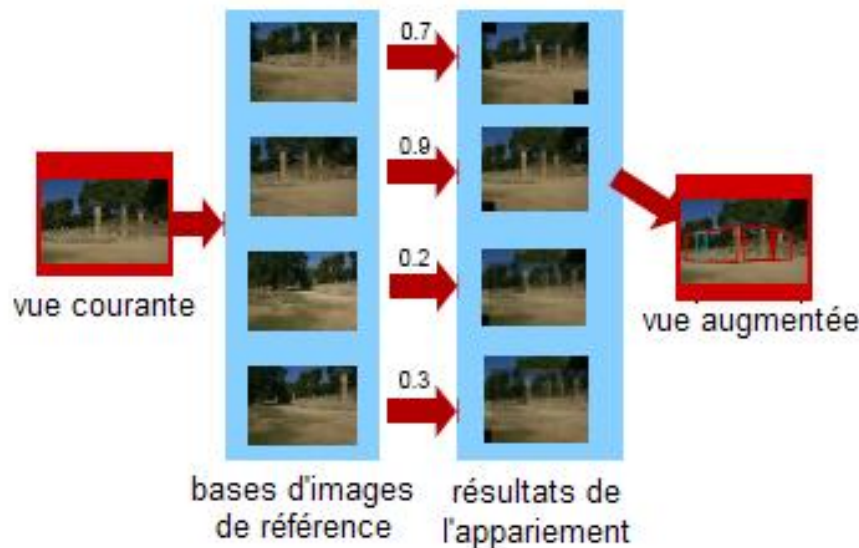 0.7
0.9
0.2
0.3
vue courante
vue augmentée
bases d'images
de référence
résultats de
l'appariement